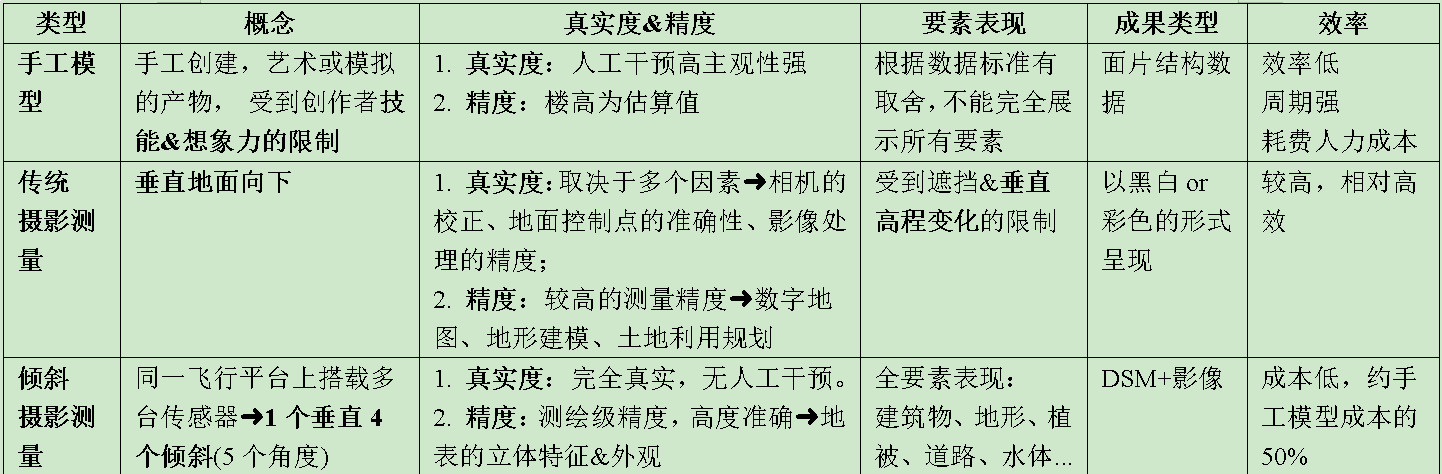 类型 概念 真实度&精度 要素表现 成果类型 效率
手工模
型
手工创建，艺术或模拟
的产物， 受到创作者技
能&想象力的限制
1. 真实度：人工干预高主观性强
2. 精度：楼高为估算值
根据数据标准有
取舍，不能完全展
示所有要素
面片结构数
据
效率低
周期强
耗费人力成本
传统
摄影测
量
垂直地面向下
1. 真实度：取决于多个因素➜相机的
校正、地面控制点的准确性、影像处
理的精度；
2. 精度：较高的测量精度➜数字地
图、地形建模、土地利用规划
受到遮挡&垂直
高程变化的限制
以黑白 or
彩色的形式
呈现
较高，相对高
效
倾斜
摄影测
量
同一飞行平台上搭载多
台传感器➜1 个垂直 4
个倾斜(5 个角度)
1. 真实度：完全真实，无人工干预。
2. 精度：测绘级精度，高度准确➜地
表的立体特征&外观
全要素表现：
建筑物、地形、植
被、道路、水体...
DSM+影像
成本低，约手
工模型成本的
50%